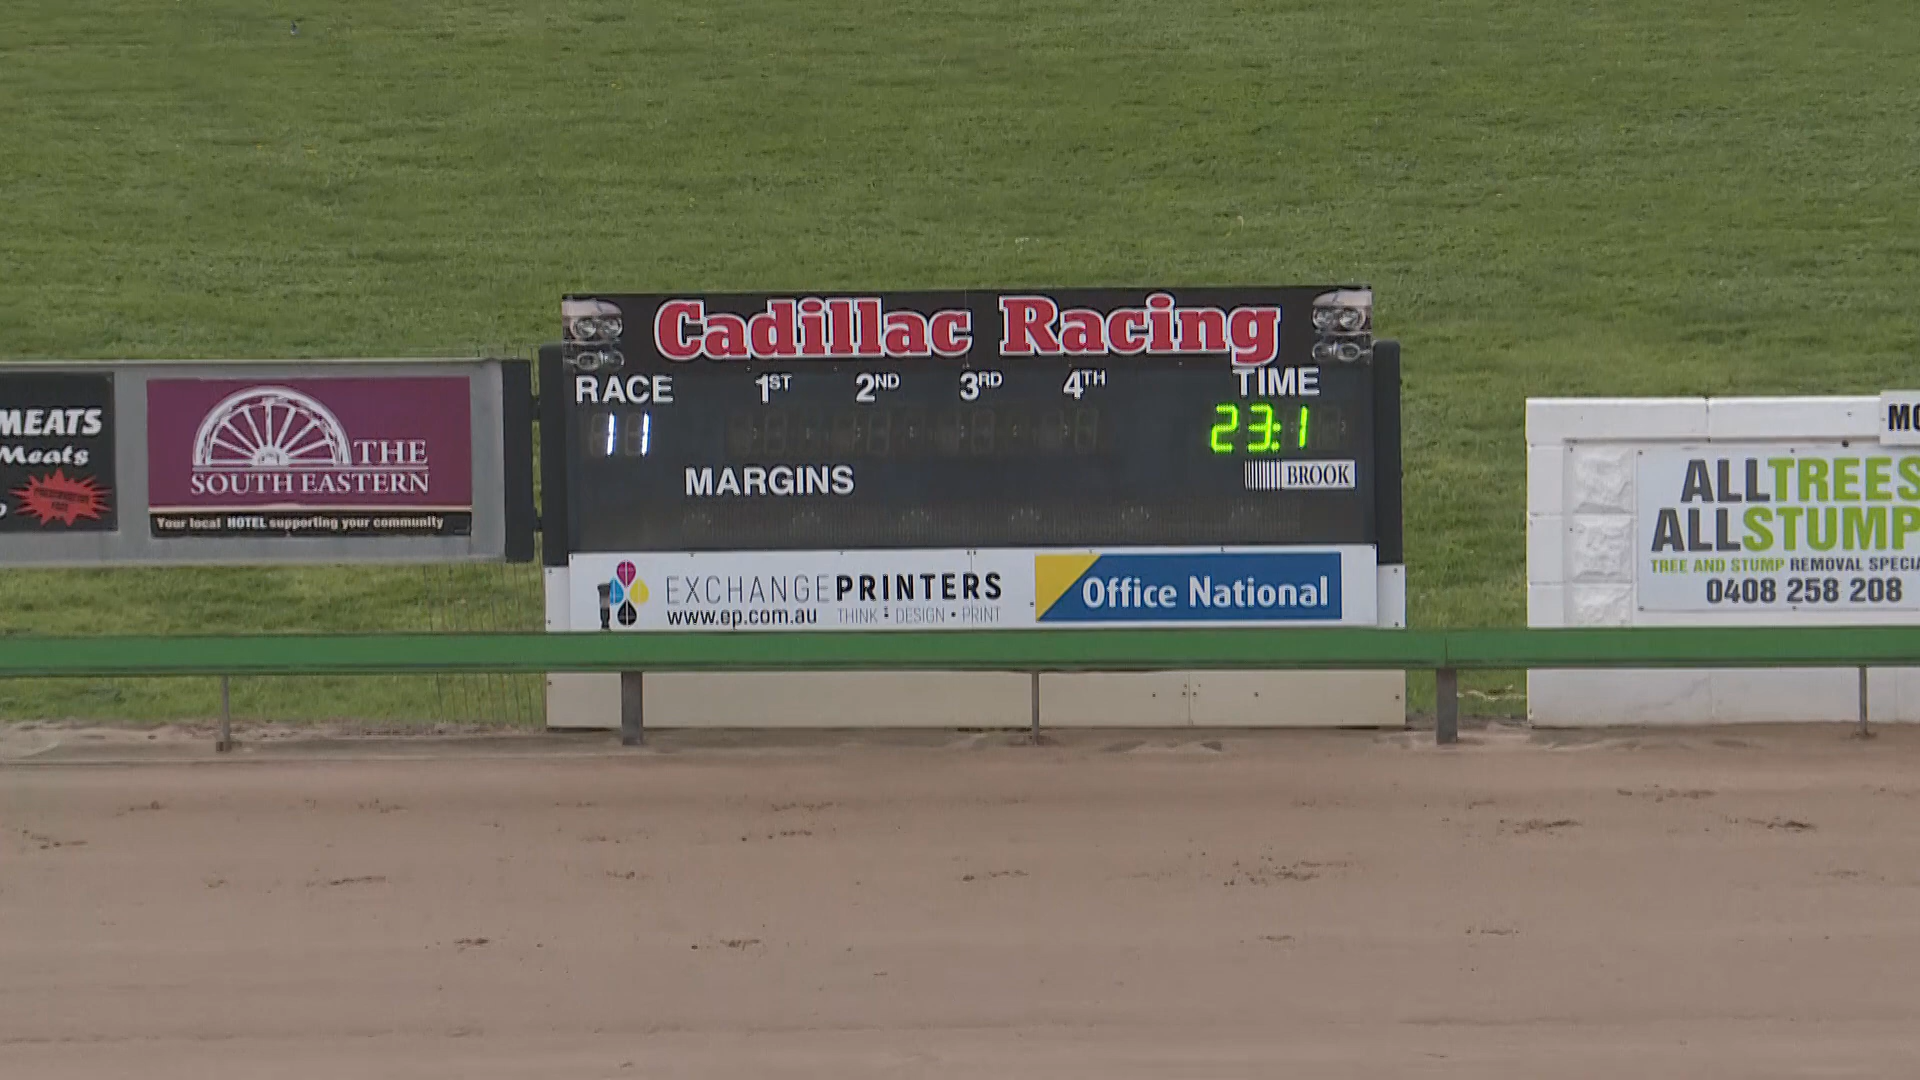 Cadillac Racing
RACE 1ST 2ND 3RD 4TH TIME
11 23:1
MARGINS
BROOK
EXCHANGEPRINTERS
www.ep.com.au THINK • DESIGN • PRINT
Office National
MEATS
Meats
THE
SOUTH EASTERN
Your local HOTEL supporting your community
MO
ALLTREES
ALLSTUMP
TREE AND STUMP REMOVAL SPECIA
0408 258 208